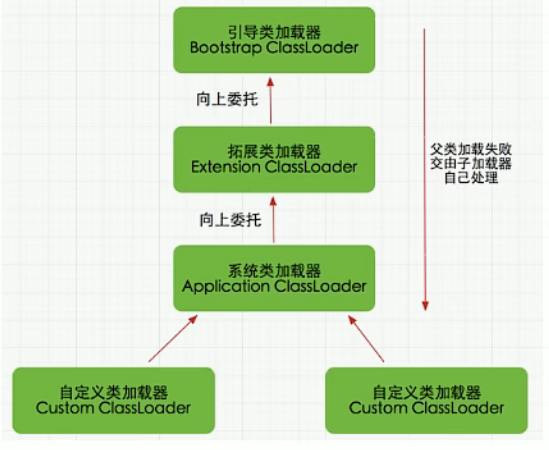 引导类加载器
Bootstrap ClassLoader
向上委托
拓展类加载器
Extension ClassLoader
父类加载失败
交由子加载器
自己处理
向上委托
系统类加载器
Application ClassLoader
自定义类加载器
Custom ClassLoader
自定义类加载器
Custom ClassLoader